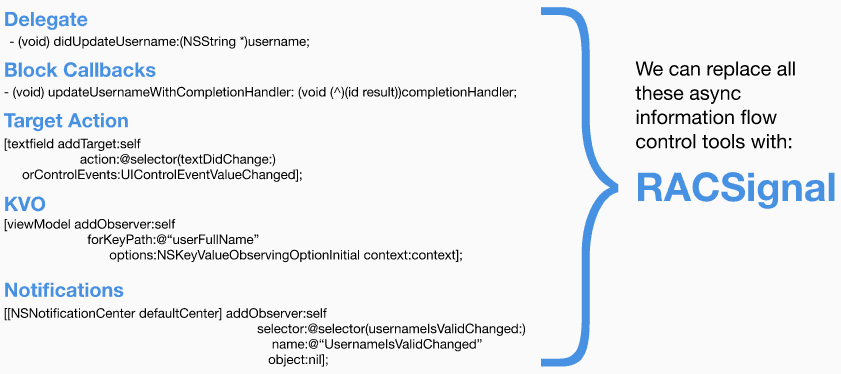 Delegate
- (void) didUpdateUsername:(NSString *)username;
Block Callbacks
- (void) updateUsernameWithCompletionHandler: (void (^)(id result))completionHandler;
Target Action
[textfield addTarget:self
action:@selector(textDidChange:)
orControlEvents:UIControlEventValueChanged];
KVO
[viewModel addObserver:self
forKeyPath:@“userFullName”
options:NSKeyValueObservingOptionInitial context:context];
Notifications
[[NSNotificationCenter defaultCenter] addObserver:self
selector:@selector(usernameIsValidChanged:)
name:@“UsernameIsValidChanged”
object:nil];
We can replace all
these async
information flow
control tools with:
RACSignal